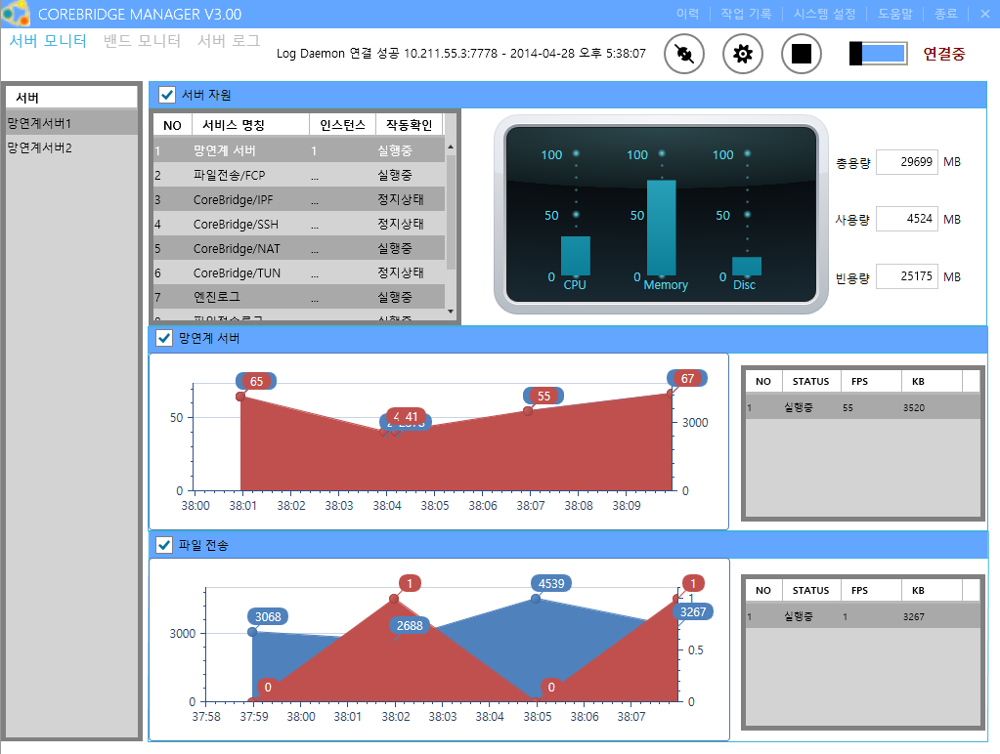 COREBRIDGE MANAGER V3.00
이력 작업 기록 시스템 설정 도움말 종료
서버 모니터 밴드 모니터 서버 로그
Log Daemon 연결 성공 10.211.55.3:7778 - 2014-04-28 오후 5:38:07
연결중
서버
망연계서버1
망연계서버2
서버 자원
NO 서비스 명칭 인스턴스 작동확인
1 망연계 서버 1 실행중
2 파일전송/FCP ... 실행중
3 CoreBridge/IPF ... 정지상태
4 CoreBridge/SSH ... 정지상태
5 CoreBridge/NAT ... 실행중
6 CoreBridge/TUN ... 정지상태
7 엔진로그 ... 실행중
8 파일전송로그 ... 실행중
100 100 100
50 50 50
0 0 0
CPU Memory Disc
총용량 29699 MB
사용량 4524 MB
빈용량 25175 MB
망연계 서버
65 41 55 67
50 3000
0 0
38:00 38:01 38:02 38:03 38:04 38:05 38:06 38:07 38:08 38:09
NO STATUS FPS KB
1 실행중 55 3520
파일 전송
1 4539 1
1
3068 2688 3267
3000 0.5
0 0
0 0
37:58 37:59 38:00 38:01 38:02 38:03 38:04 38:05 38:06 38:07
NO STATUS FPS KB
1 실행중 1 3267